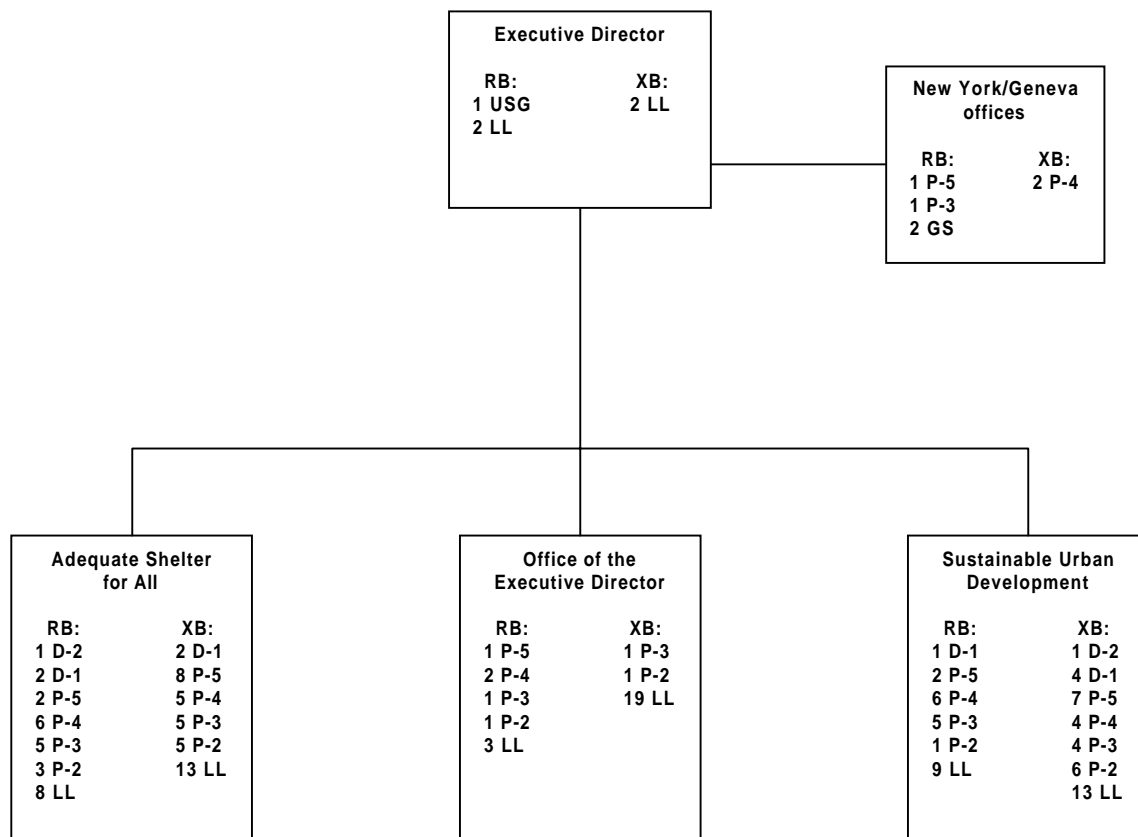 Executive Director
RB: XB:
1 USG 2 LL
2 LL
New York/Geneva
offices
RB: XB:
1 P-5 2 P-4
1 P-3
2 GS
Adequate Shelter
for All
RB: XB:
1 D-2 2 D-1
2 D-1 8 P-5
2 P-5 5 P-4
6 P-4 5 P-3
5 P-3 5 P-2
3 P-2 13 LL
8 LL
Office of the
Executive Director
RB: XB:
1 P-5 1 P-3
2 P-4 1 P-2
1 P-3 19 LL
1 P-2
3 LL
Sustainable Urban
Development
RB: XB:
1 D-1 1 D-2
2 P-5 4 D-1
6 P-4 7 P-5
5 P-3 4 P-4
1 P-2 4 P-3
9 LL 6 P-2
13 LL